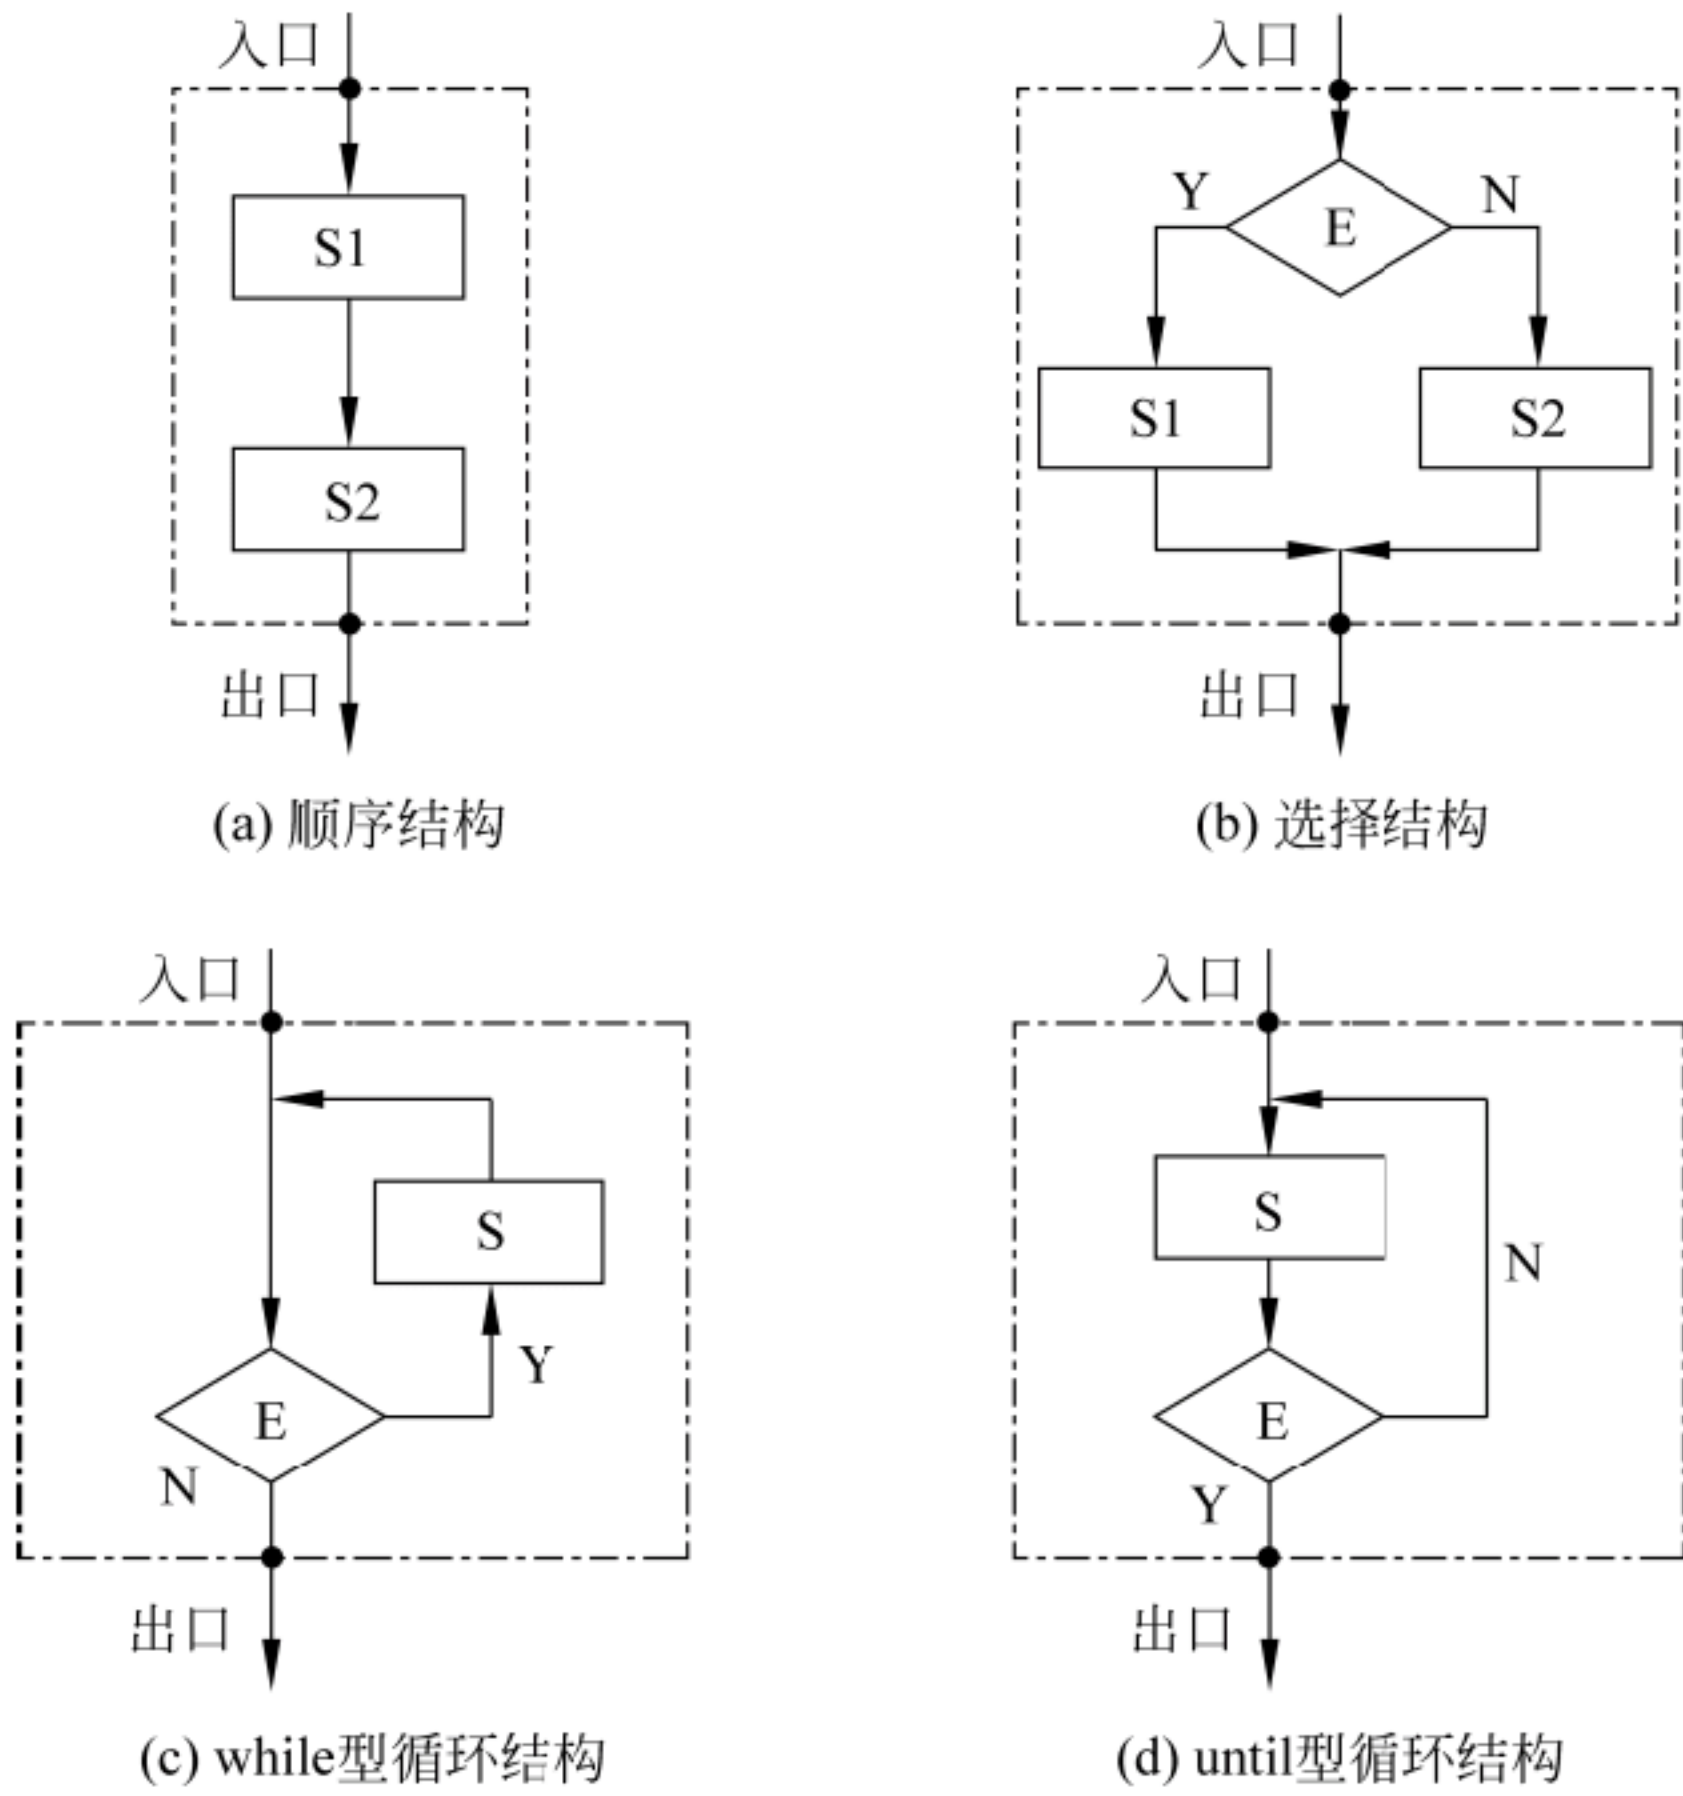 入口
S1
S2
出口
(a) 顺序结构
入口
E
Y
N
S1
S2
出口
(b) 选择结构
入口
S
Y
E
N
出口
(c) while型循环结构
入口
S
N
E
Y
出口
(d) until型循环结构